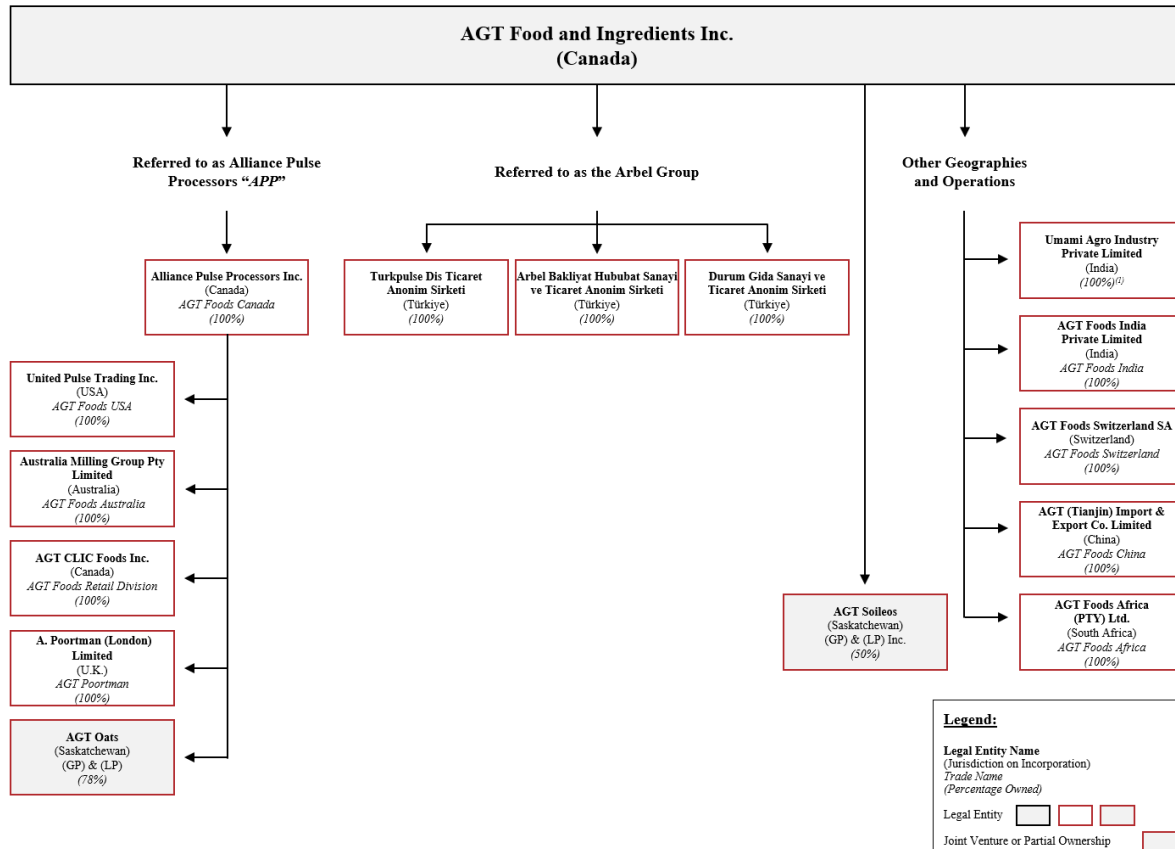 AGT Food and Ingredients Inc.
(Canada)
Referred to as Alliance Pulse
Processors “APP”
Referred to as the Arbel Group
Other Geographies
and Operations
Alliance Pulse Processors Inc.
(Canada)
AGT Foods Canada
(100%)
United Pulse Trading Inc.
(USA)
AGT Foods USA
(100%)
Australia Milling Group Pty
Limited
(Australia)
AGT Foods Australia
(100%)
AGT CLIC Foods Inc.
(Canada)
AGT Foods Retail Division
(100%)
A. Poortman (London)
Limited
(U.K.)
AGT Poortman
(100%)
AGT Oats
(Saskatchewan)
(GP) & (LP)
(78%)
Turkpulse Dis Ticaret
Anonim Sirketi
(Türkiye)
(100%)
Arbel Bakliyat Hububat Sanayi
ve Ticaret Anonim Sirketi
(Türkiye)
(100%)
Durum Gida Sanayi ve
Ticaret Anonim Sirketi
(Türkiye)
(100%)
AGT Soileos
(Saskatchewan)
(GP) & (LP) Inc.
(50%)
Umami Agro Industry
Private Limited
(India)
(100%)(1)
AGT Foods India
Private Limited
(India)
AGT Foods India
(100%)
AGT Foods Switzerland SA
(Switzerland)
AGT Foods Switzerland
(100%)
AGT (Tianjin) Import &
Export Co. Limited
(China)
AGT Foods China
(100%)
AGT Foods Africa
(PTY) Ltd.
(South Africa)
AGT Foods Africa
(100%)
Legend:
Legal Entity Name
(Jurisdiction on Incorporation)
Trade Name
(Percentage Owned)
Legal Entity
Joint Venture or Partial Ownership